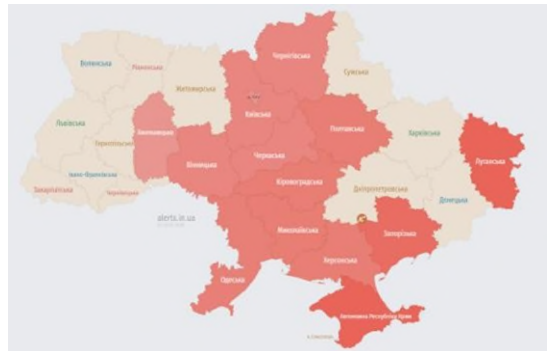 Чернігівська
Волинська
Рівненська
Сумська
Житомирська
Київська
Львівська
Полтавська
Харківська
Хмельницька
Тернопільська
Черкаська
Луганська
Вінницька
Івано-Франківська
Кіровоградська
Дніпропетровська
Закарпатська
Чернівецька
Донецька
alerts.in.ua
Миколаївська
Запорізька
Херсонська
Одеська
Автономна Республіка Крим